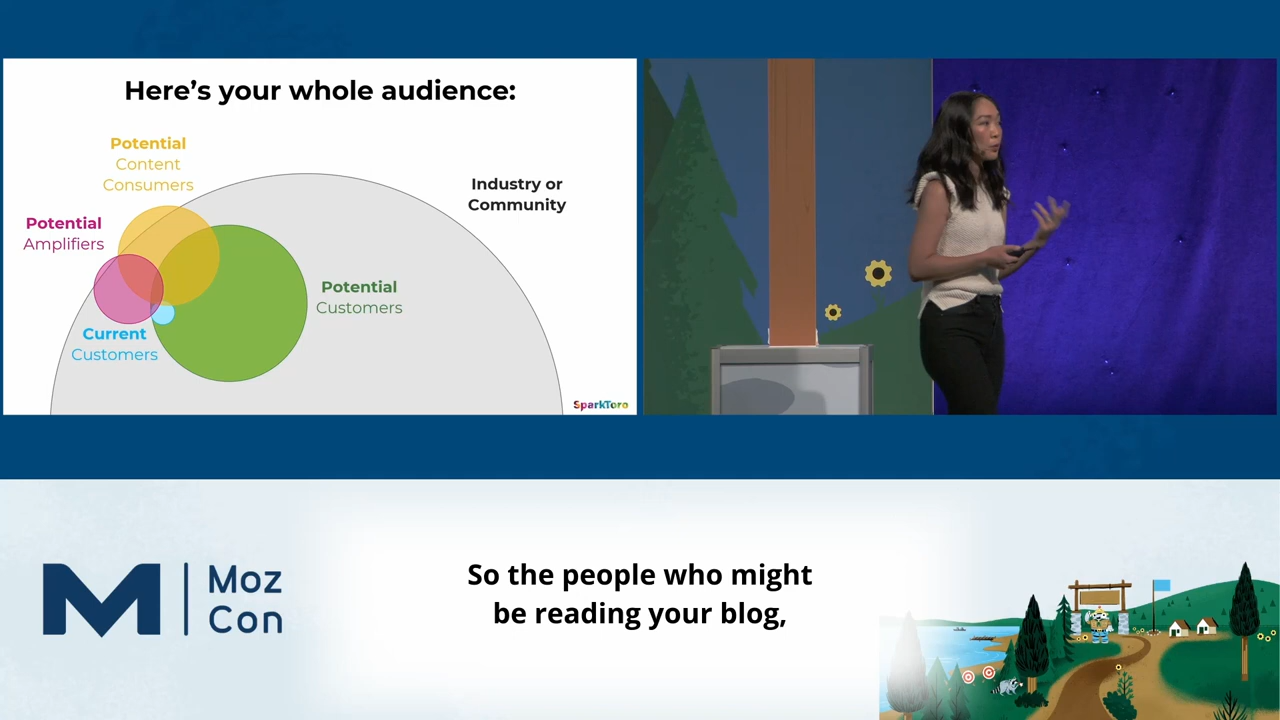 Here’s your whole audience:
Potential
Content
Consumers
Industry or
Community
Potential
Amplifiers
Potential
Customers
Current
Customers
SparkToro
Moz
Con
So the people who might
be reading your blog,